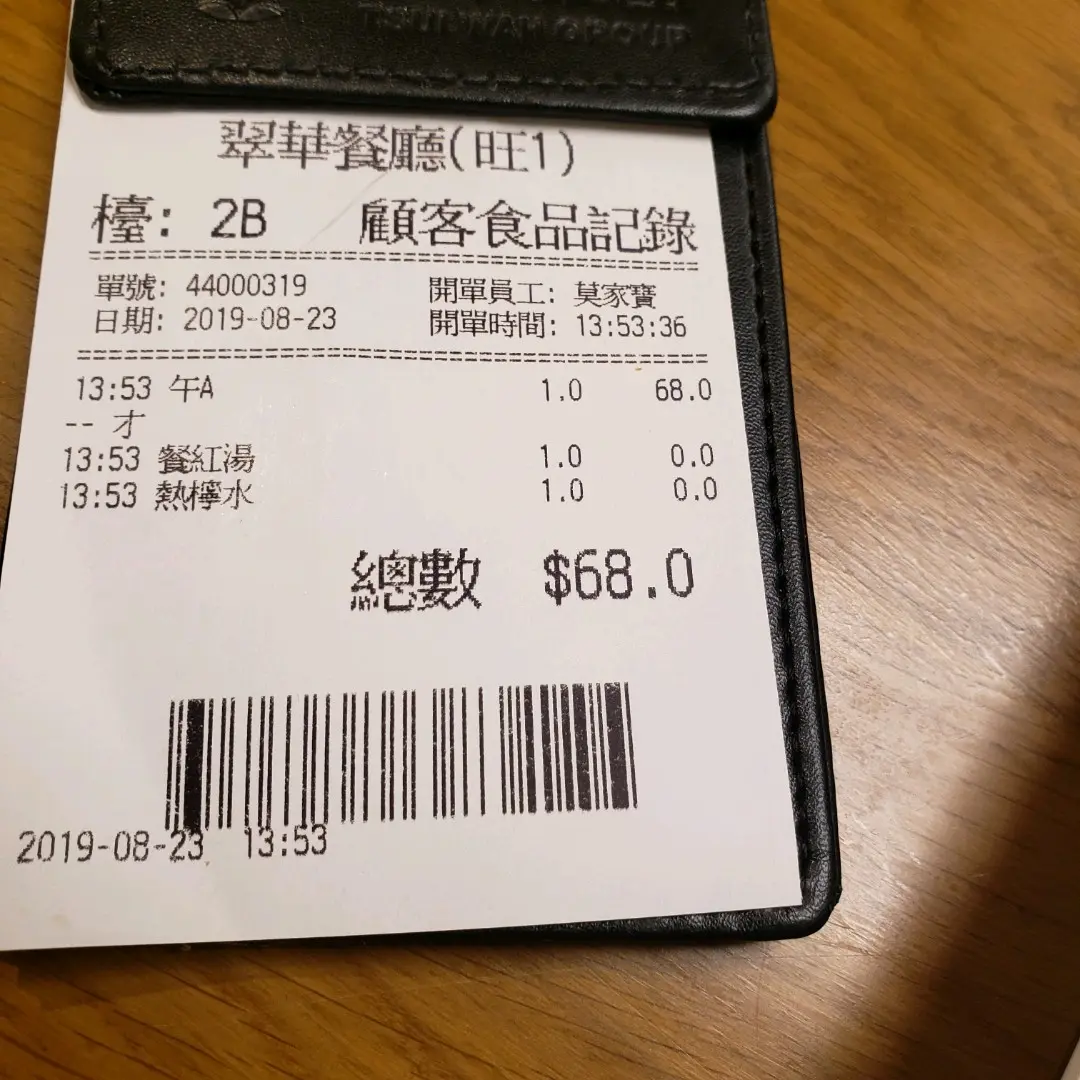 TSUI WAH GROUP
翠華餐廳(旺1)
檯: 2B 顧客食品記錄
單號: 44000319 開單員工: 莫家寶
日期: 2019-08-23 開單時間: 13:53:36
13:53 午A 1.0 68.0
-- 才
13:53 餐紅湯 1.0 0.0
13:53 熱檸水 1.0 0.0
總數 $68.0
2019-08-23 13:53